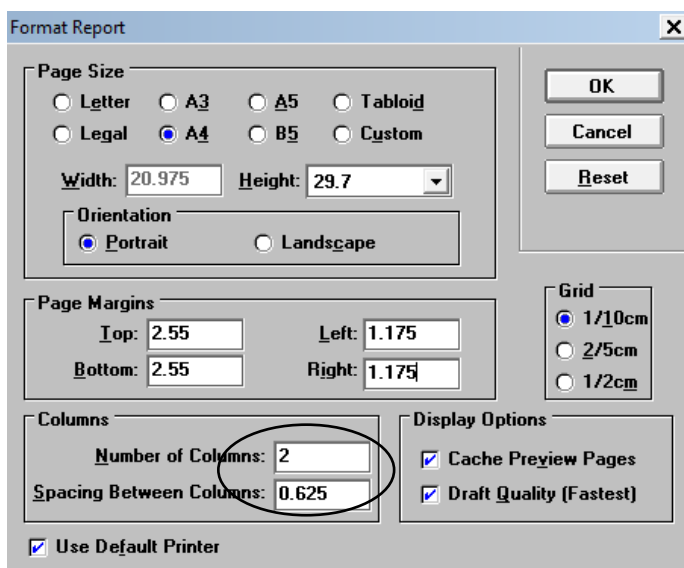 Format Report
Page Size
Letter A3 A5 Tabloid
Legal A4 B5 Custom
Width: 20.975 Height: 29.7
Orientation
Portrait Landscape
OK
Cancel
Reset
Page Margins
Top: 2.55 Left: 1.175
Bottom: 2.55 Right: 1.175
Grid
1/10cm
2/5cm
1/2cm
Columns
Number of Columns: 2
Spacing Between Columns: 0.625
Display Options
Cache Preview Pages
Draft Quality (Fastest)
Use Default Printer